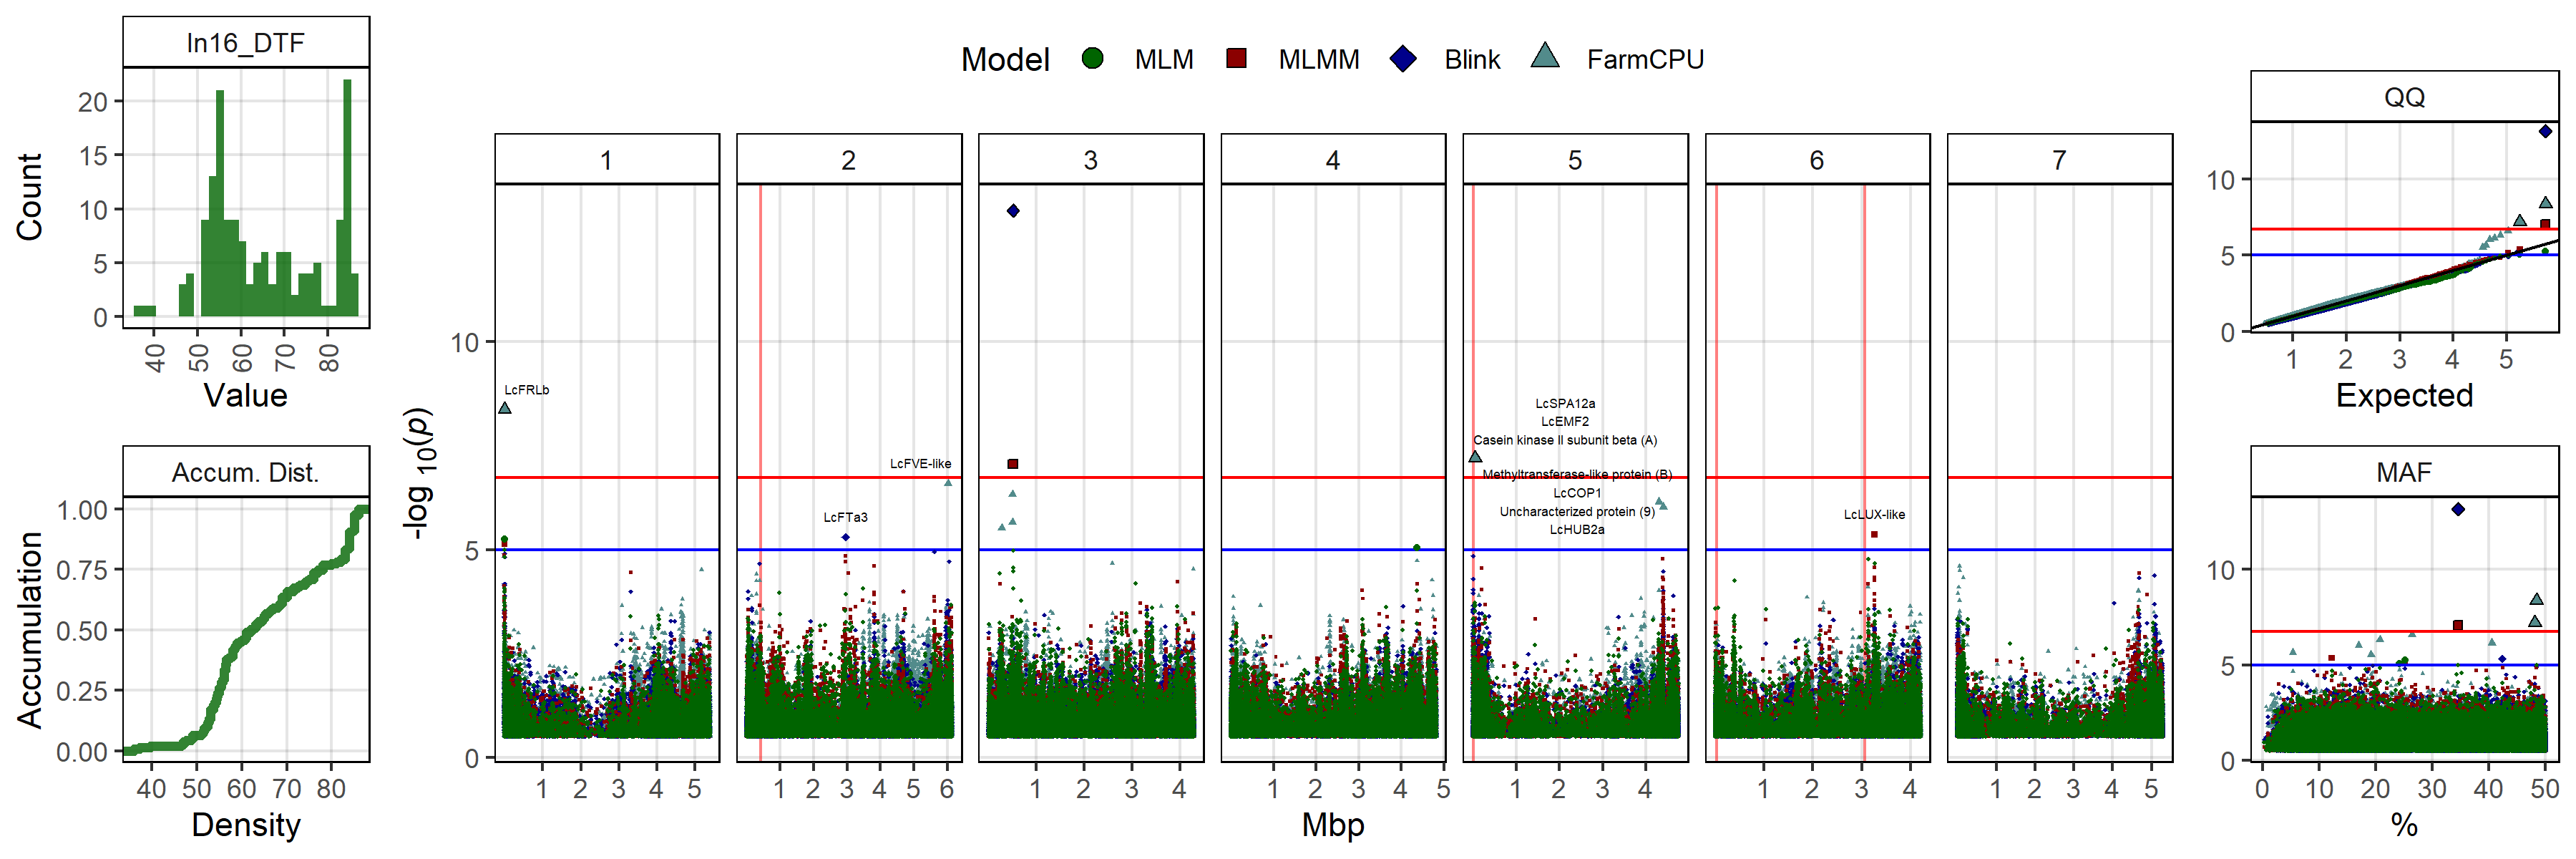 In16_DTF
Count
20
15
10
5
0
40 50 60 70 80
Value
Accum. Dist.
Accumulation
1.00
0.75
0.50
0.25
0.00
40 50 60 70 80
Density
Model MLM MLMM Blink FarmCPU
-log 10(p)
10
5
0
1 2 3 4 5 6 7
LcFRLb
LcFVE-like
LcFTa3
LcSPA12a
LcEMF2
Casein kinase II subunit beta (A)
Methyltransferase-like protein (B)
LcCOP1
Uncharacterized protein (9)
LcHUB2a
LcLUX-like
1 2 3 4 5 1 2 3 4 5 6 1 2 3 4 1 2 3 4 5 1 2 3 4 1 2 3 4 1 2 3 4 5
Mbp
QQ
10
5
0
1 2 3 4 5
Expected
MAF
10
5
0
0 10 20 30 40 50
%